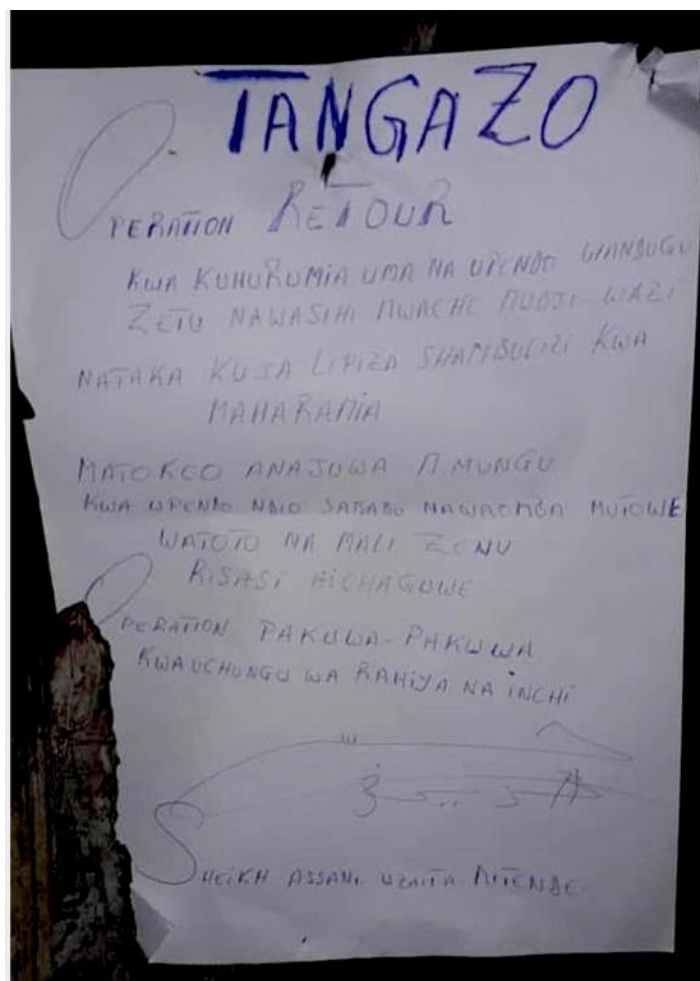 TANGAZO
OPERATION RETOUR
KWA KUHURUMIA UMA NA UPENDO WANDUGU
ZETU NAWASIHI MWACHE MUDJI-WAZI
NATAKA KUJA LIPIZA SHAMBULIZI KWA
MAHARAMIA
MATOKEO ANAJUWA M.MUNGU
KWA UPENDO NDIO SABABU NAWAOMBA MUTOWE
WATOTO NA MALI ZENU
RISASI AICHAGUWE
OPERATION PAKUWA-PAKUWA
KWA UCHUNGU WA RAHIYA NA INCHI
SHEIKH ASSANI